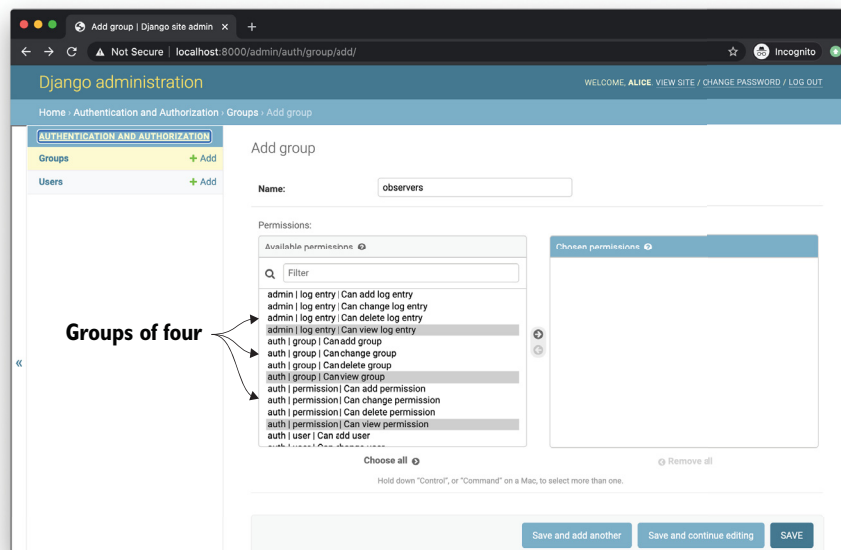 Add group | Django site admin × +
Not Secure | localhost:8000/admin/auth/group/add/ Incognito
Django administration
WELCOME, ALICE. VIEW SITE / CHANGE PASSWORD / LOG OUT
Home › Authentication and Authorization › Groups › Add group
AUTHENTICATION AND AUTHORIZATION
Groups + Add
Users + Add
Add group
Name: observers
Permissions:
Available permissions
Filter
admin | log entry | Can add log entry
admin | log entry | Can change log entry
admin | log entry | Can delete log entry
admin | log entry | Can view log entry
auth | group | Can add group
auth | group | Can change group
auth | group | Can delete group
auth | group | Can view group
auth | permission | Can add permission
auth | permission | Can change permission
auth | permission | Can delete permission
auth | permission | Can view permission
auth | user | Can add user
auth | user | Can change user
Choose all
Chosen permissions
Remove all
Hold down “Control”, or “Command” on a Mac, to select more than one.
Groups of four
«
Save and add another
Save and continue editing
SAVE